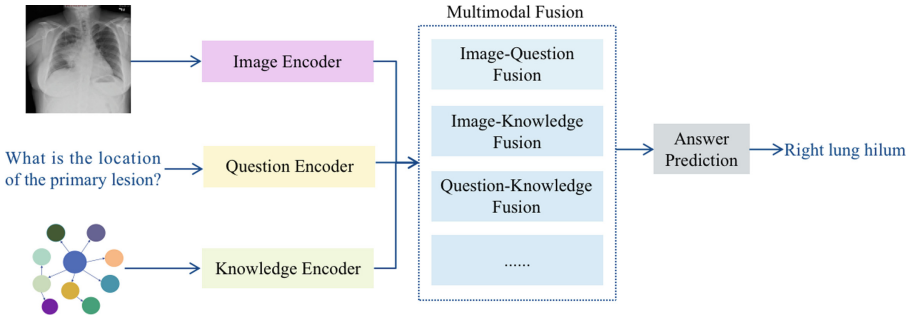 Multimodal Fusion
Image Encoder
Image-Question
Fusion
Image-Knowledge
Fusion
What is the location
of the primary lesion?
Question Encoder
Answer
Prediction
Right lung hilum
Question-Knowledge
Fusion
Knowledge Encoder
......